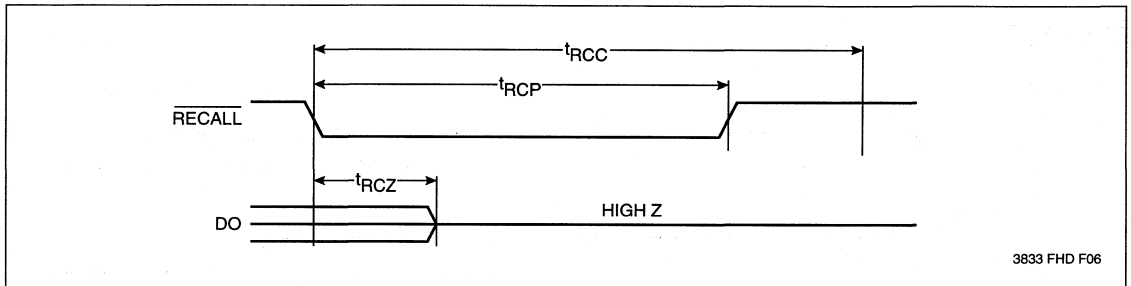 tRCC
tRCP
RECALL
tRCZ
DO
HIGH Z
3833 FHD F06